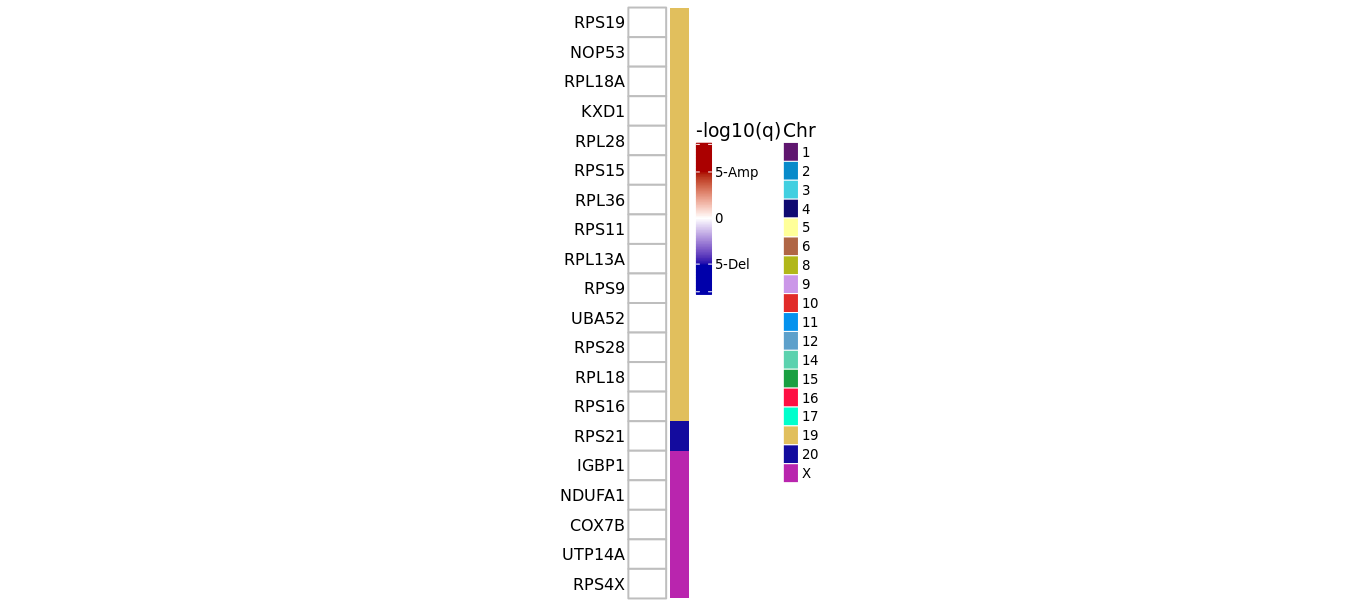 RPS19
NOP53
RPL18A
KXD1
RPL28
RPS15
RPL36
RPS11
RPL13A
RPS9
UBA52
RPS28
RPL18
RPS16
RPS21
IGBP1
NDUFA1
COX7B
UTP14A
RPS4X
-log10(q)
5-Amp
0
5-Del
Chr
1
2
3
4
5
6
8
9
10
11
12
14
15
16
17
19
20
X